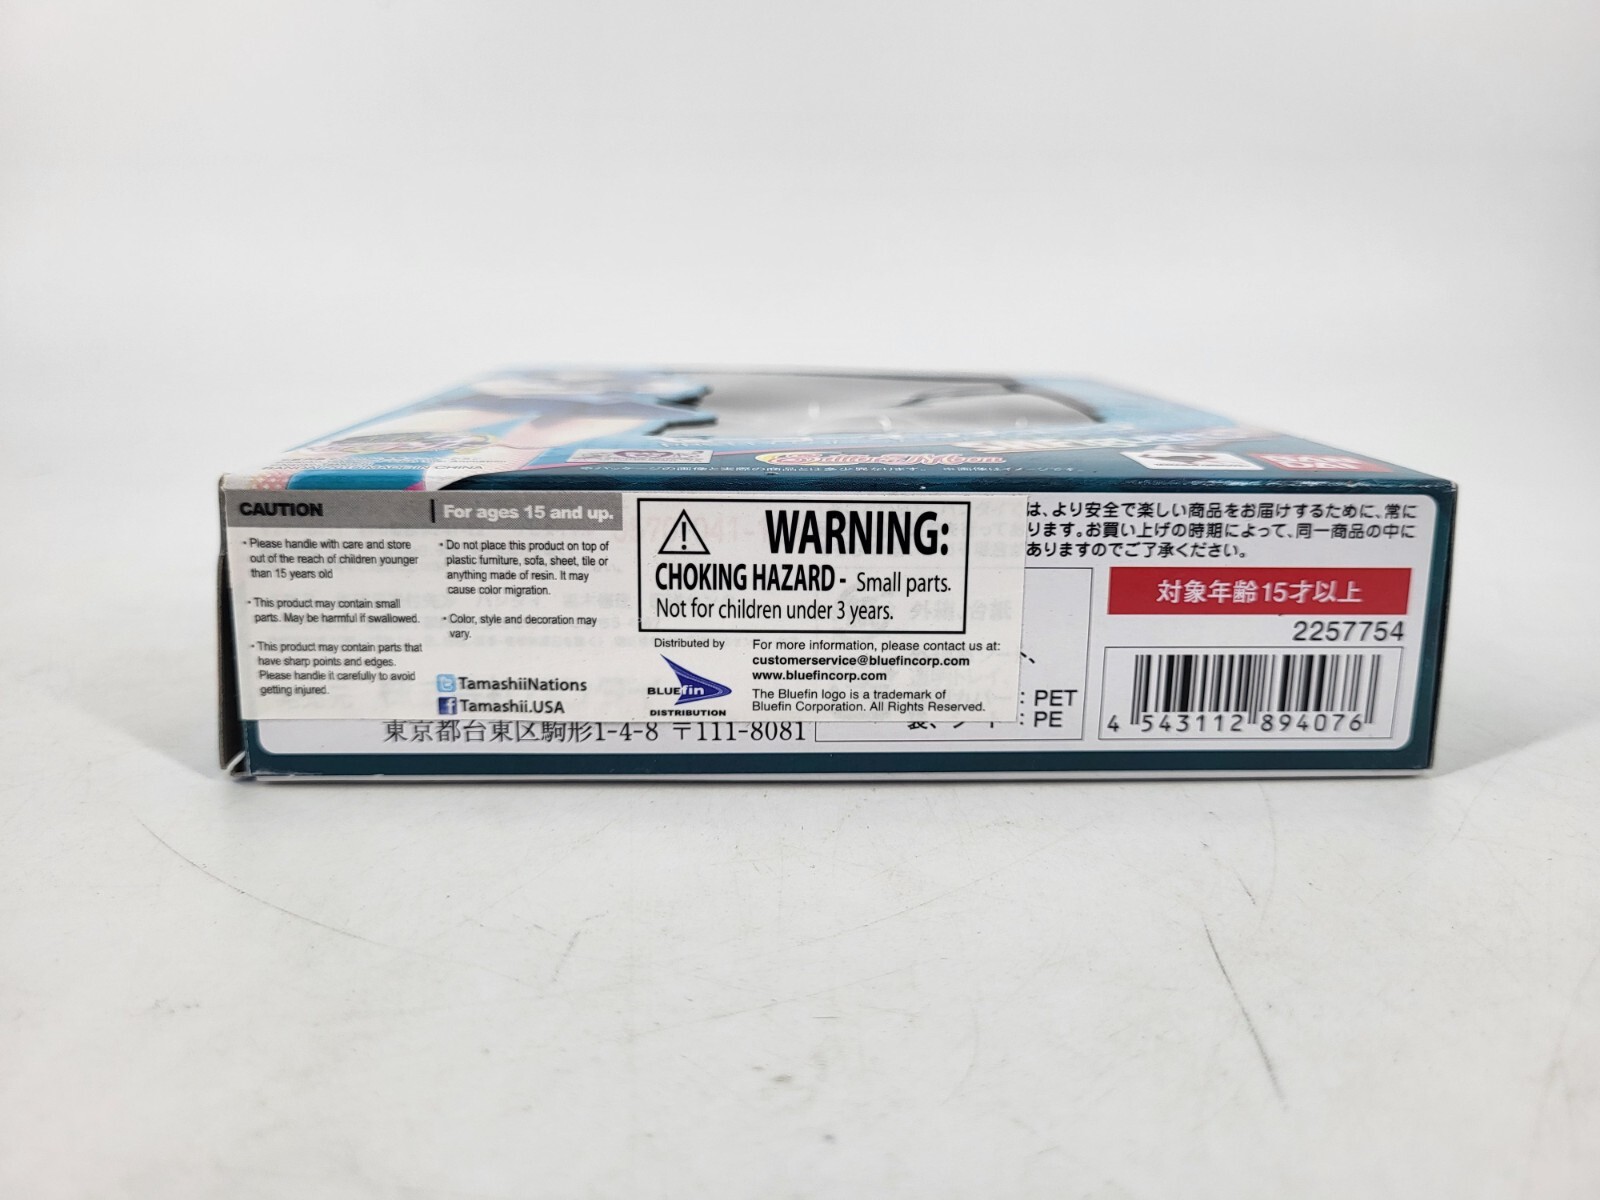 CHINA
CAUTION
For ages 15 and up.
• Please handle with care and store
out of the reach of children younger
than 15 years old
• This product may contain small
parts. May be harmful if swallowed.
• This product may contain parts that
have sharp points and edges.
Please handle it carefully to avoid
getting injured.
• Do not place this product on top of
plastic furniture, sofa, sheet, tile or
anything made of resin. It may
cause color migration.
• Color, style and decoration may
vary.
TamashiiNations
Tamashii.USA
WARNING:
CHOKING HAZARD - Small parts.
Not for children under 3 years.
Distributed by
BLUEfin
DISTRIBUTION
For more information, please contact us at:
customerservice@bluefincorp.com
www.bluefincorp.com
The Bluefin logo is a trademark of
Bluefin Corporation. All Rights Reserved.
は、より安全で楽しい商品をお届けするために、常に
ります。お買い上げの時期によって、同一商品の中に
ありますのでご了承ください。
対象年齢15才以上
2257754
: PET
: PE
4 543112 894076
東京都台東区駒形1-4-8 〒111-8081